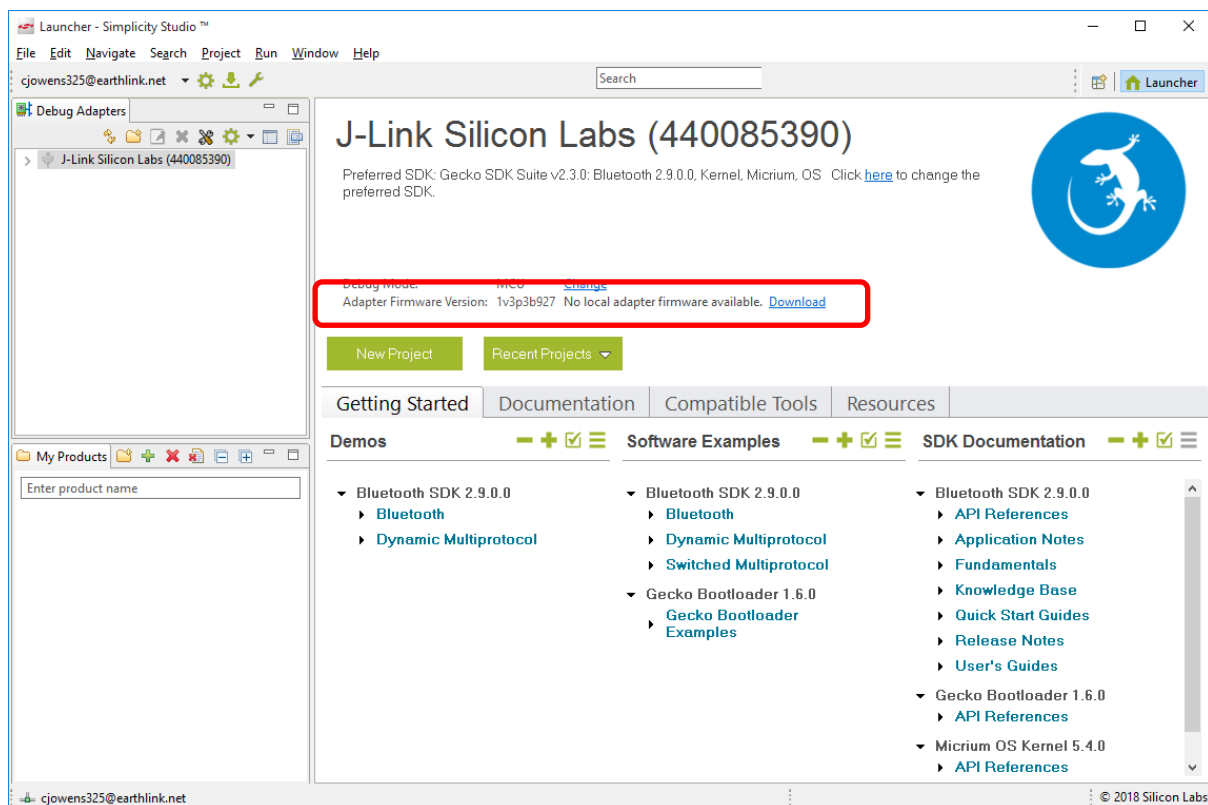 Launcher - Simplicity Studio ™
File Edit Navigate Search Project Run Window Help
cjowens325@earthlink.net
Search
Launcher
Debug Adapters
J-Link Silicon Labs (440085390)
J-Link Silicon Labs (440085390)
Preferred SDK: Gecko SDK Suite v2.3.0: Bluetooth 2.9.0.0, Kernel, Micrium, OS Click here to change the
preferred SDK.
Debug Mode: MCU Change
Adapter Firmware Version: 1v3p3b927 No local adapter firmware available. Download
New Project
Recent Projects
Getting Started
Documentation
Compatible Tools
Resources
My Products
Enter product name
Demos
Bluetooth SDK 2.9.0.0
Bluetooth
Dynamic Multiprotocol
Software Examples
Bluetooth SDK 2.9.0.0
Bluetooth
Dynamic Multiprotocol
Switched Multiprotocol
Gecko Bootloader 1.6.0
Gecko Bootloader
Examples
SDK Documentation
Bluetooth SDK 2.9.0.0
API References
Application Notes
Fundamentals
Knowledge Base
Quick Start Guides
Release Notes
User's Guides
Gecko Bootloader 1.6.0
API References
Micrium OS Kernel 5.4.0
API References
cjowens325@earthlink.net
© 2018 Silicon Labs